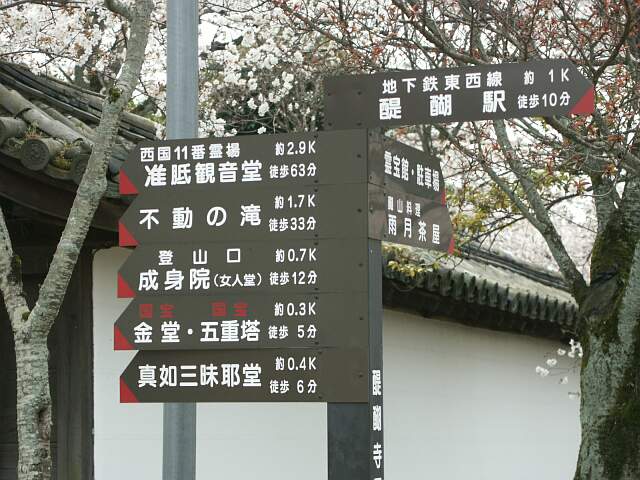 地下鉄東西線 約1K
醍醐駅 徒歩10分
霊宝館・駐車場
雨月茶屋
西国11番霊場 約2.9K
准胝観音堂 徒歩63分
不動の滝 約1.7K
徒歩33分
登山口 約0.7K
成身院(女人堂) 徒歩12分
国宝 国宝 約0.3K
金堂・五重塔 徒歩 5分
真如三昧耶堂 約0.4K
徒歩 6分
醍醐寺